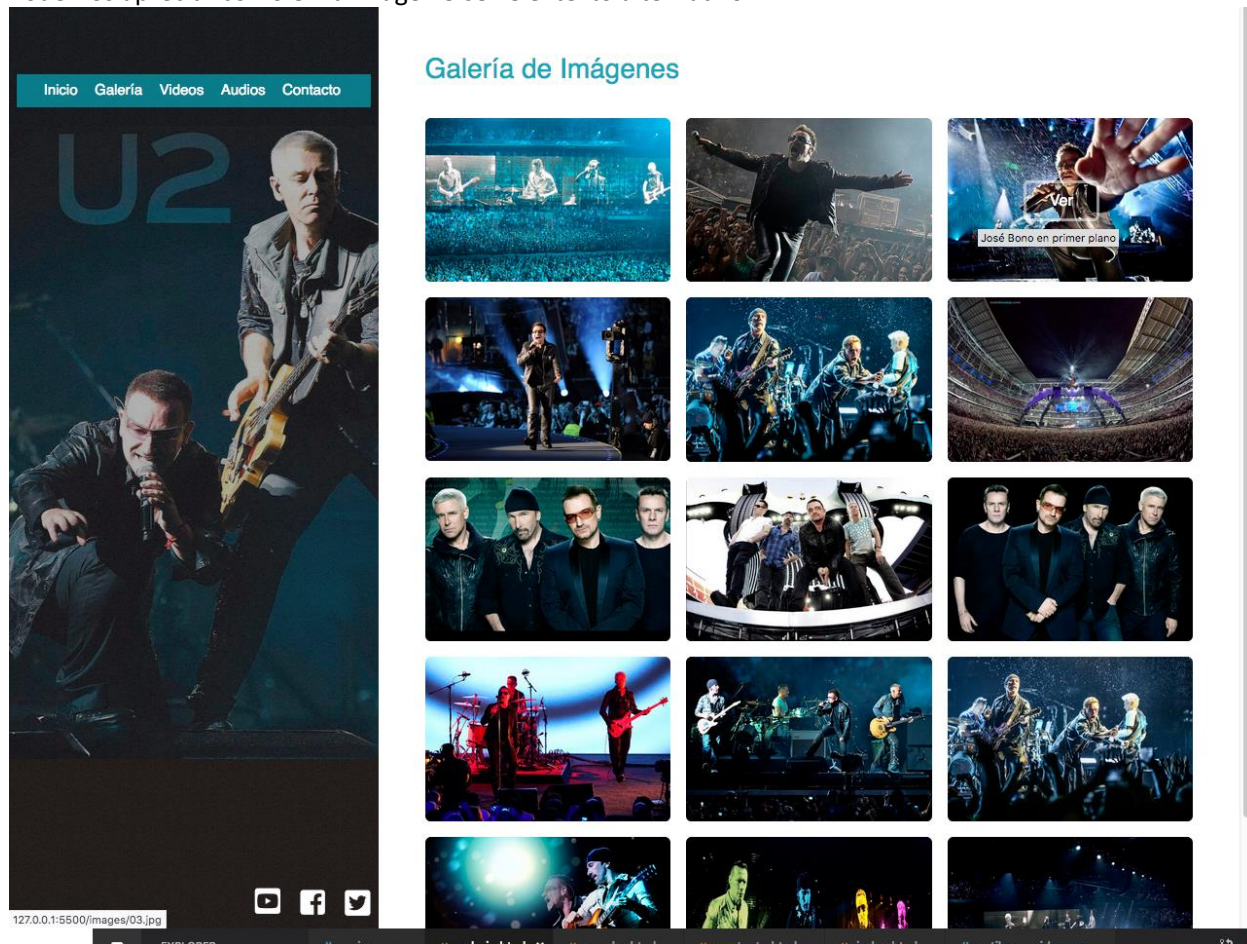 Inicio Galería Videos Audios Contacto
U2
Galería de Imágenes
Ver
José Bono en primer plano
127.0.0.1:5500/images/03.jpg
EXPLORER